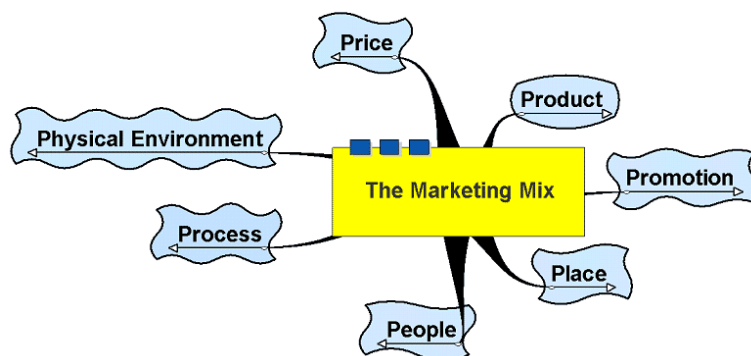 Price
Product
Physical Environment
The Marketing Mix
Promotion
Process
Place
People